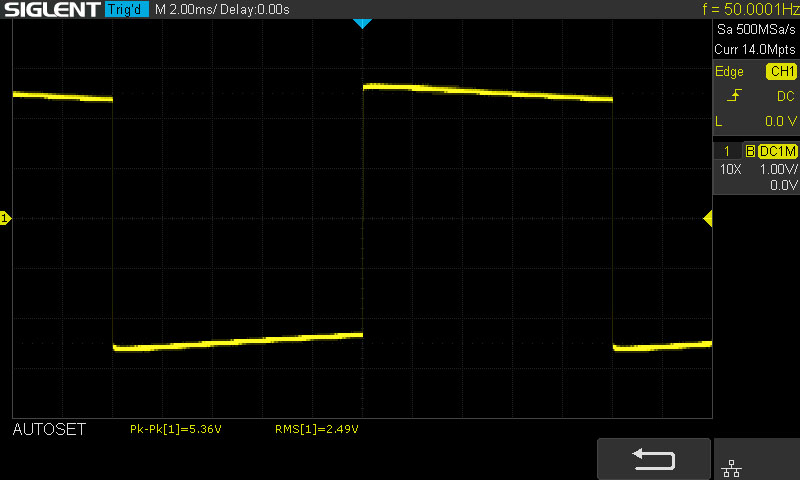 SIGLENT Trig'd M 2.00ms/ Delay:0.00s f = 50.0001Hz
Sa 500MSa/s
Curr 14.0Mpts
Edge CH1
DC
L 0.0 V
1 B DC1M
10X 1.00V/
0.0V
1
AUTOSET Pk-Pk[1]=5.36V RMS[1]=2.49V